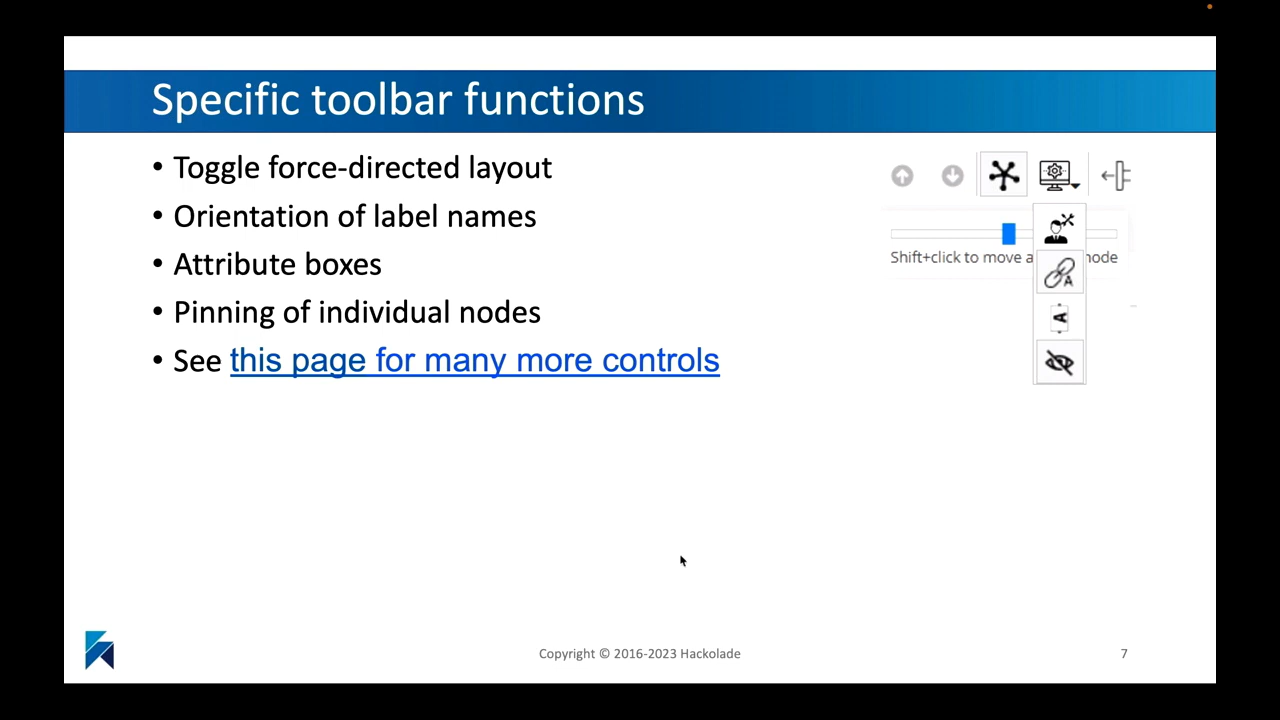 Specific toolbar functions
• Toggle force-directed layout
• Orientation of label names
• Attribute boxes
• Pinning of individual nodes
• See this page for many more controls
Shift+click to move a
node
A
A
Copyright © 2016-2023 Hackolade
7